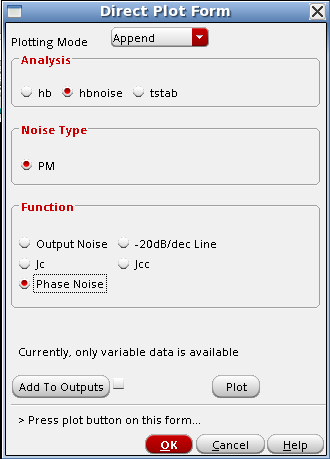 Direct Plot Form
Plotting Mode Append
Analysis
hb hbnoise tstab
Noise Type
PM
Function
Output Noise -20dB/dec Line
Jc Jcc
Phase Noise
Currently, only variable data is available
Add To Outputs Plot
> Press plot button on this form...
OK Cancel Help